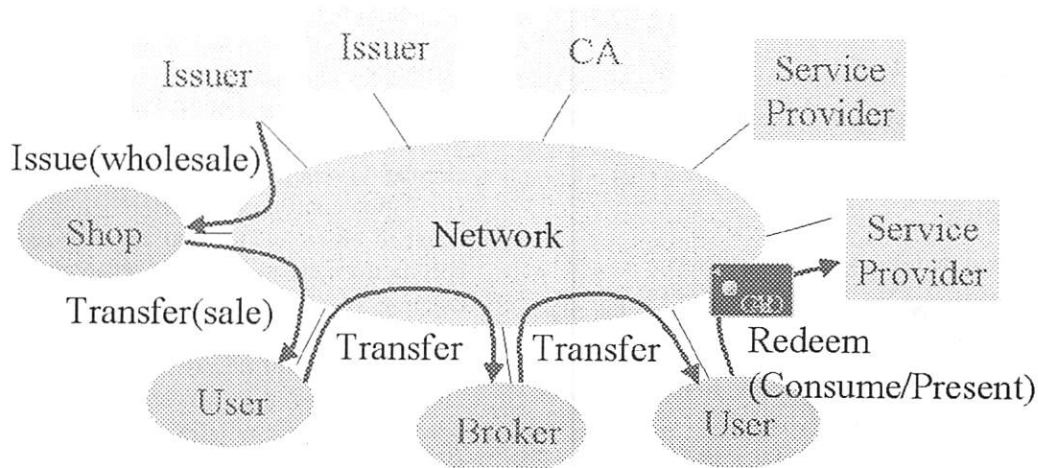 Issuer
Issuer
CA
Service
Provider
Issue(wholesale)
Shop
Network
Service
Provider
Transfer(sale)
Transfer
Transfer
Redeem
(Consume/Present)
User
Broker
User